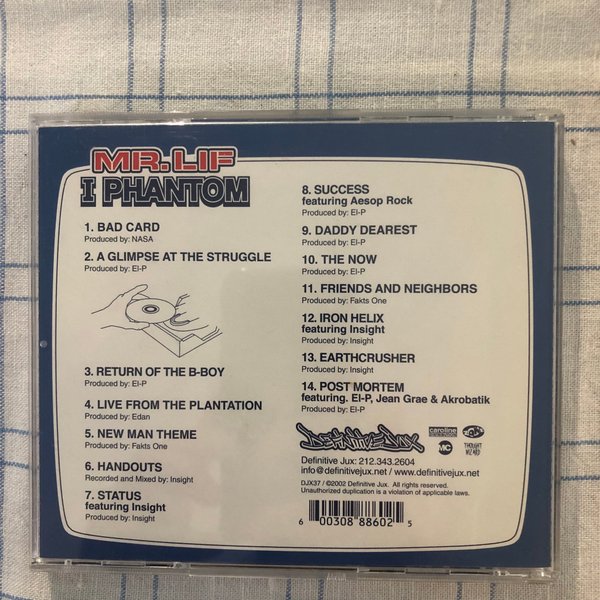 MR. LIF
I PHANTOM
1. BAD CARD
Produced by: NASA
2. A GLIMPSE AT THE STRUGGLE
Produced by: El-P
3. RETURN OF THE B-BOY
Produced by: El-P
4. LIVE FROM THE PLANTATION
Produced by: Edan
5. NEW MAN THEME
Produced by: Fakts One
6. HANDOUTS
Recorded and Mixed by: Insight
7. STATUS
featuring Insight
Produced by: Insight
8. SUCCESS
featuring Aesop Rock
Produced by: El-P
9. DADDY DEAREST
Produced by: El-P
10. THE NOW
Produced by: El-P
11. FRIENDS AND NEIGHBORS
Produced by: Fakts One
12. IRON HELIX
featuring Insight
Produced by: Insight
13. EARTHCRUSHER
Produced by: Insight
14. POST MORTEM
featuring. El-P, Jean Grae & Akrobatik
Produced by: El-P
DEFINITIVE JUX
caroline
MC
THOUGHT
WIZARD
Definitive Jux: 212.343.2604
info@definitivejux.net / www.definitivejux.net
DJX37 / ©2002 Definitive Jux. All rights reserved.
Unauthorized duplication is a violation of applicable laws.
6 00308 88602 5